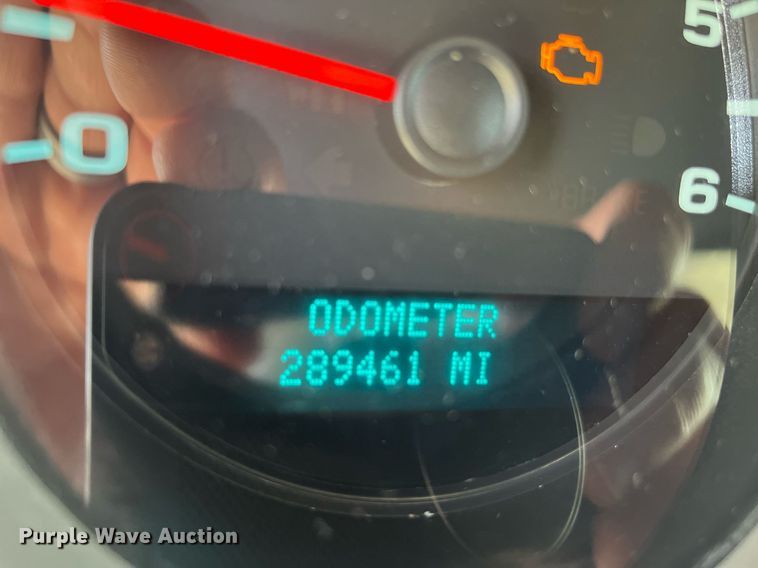 5
0
6
ODOMETER
289461 MI
Purple Wave Auction